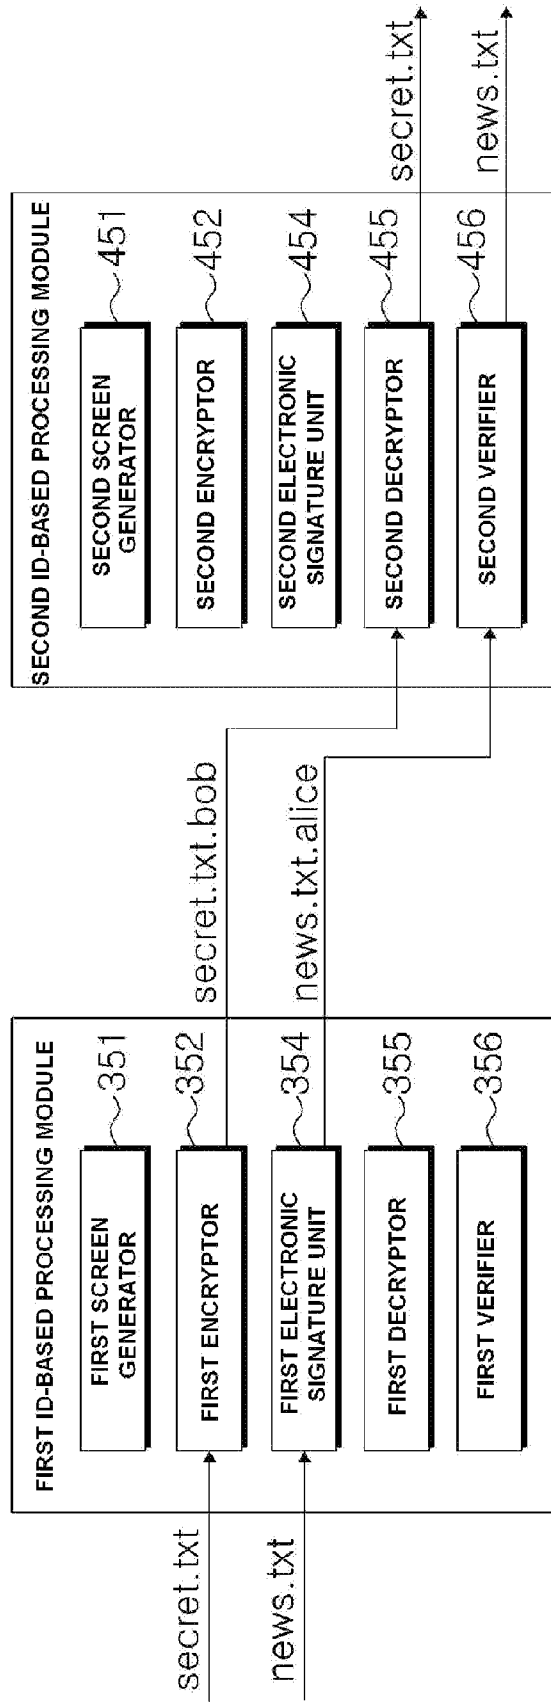 secret.txt
news.txt
FIRST ID-BASED PROCESSING MODULE
FIRST SCREEN
GENERATOR
351
FIRST ENCRYPTOR
352
FIRST ELECTRONIC
SIGNATURE UNIT
354
FIRST DECRYPTOR
355
FIRST VERIFIER
356
secret.txt.bob
news.txt.alice
SECOND ID-BASED PROCESSING MODULE
SECOND SCREEN
GENERATOR
451
SECOND ENCRYPTOR
452
SECOND ELECTRONIC
SIGNATURE UNIT
454
SECOND DECRYPTOR
455
SECOND VERIFIER
456
secret.txt
news.txt